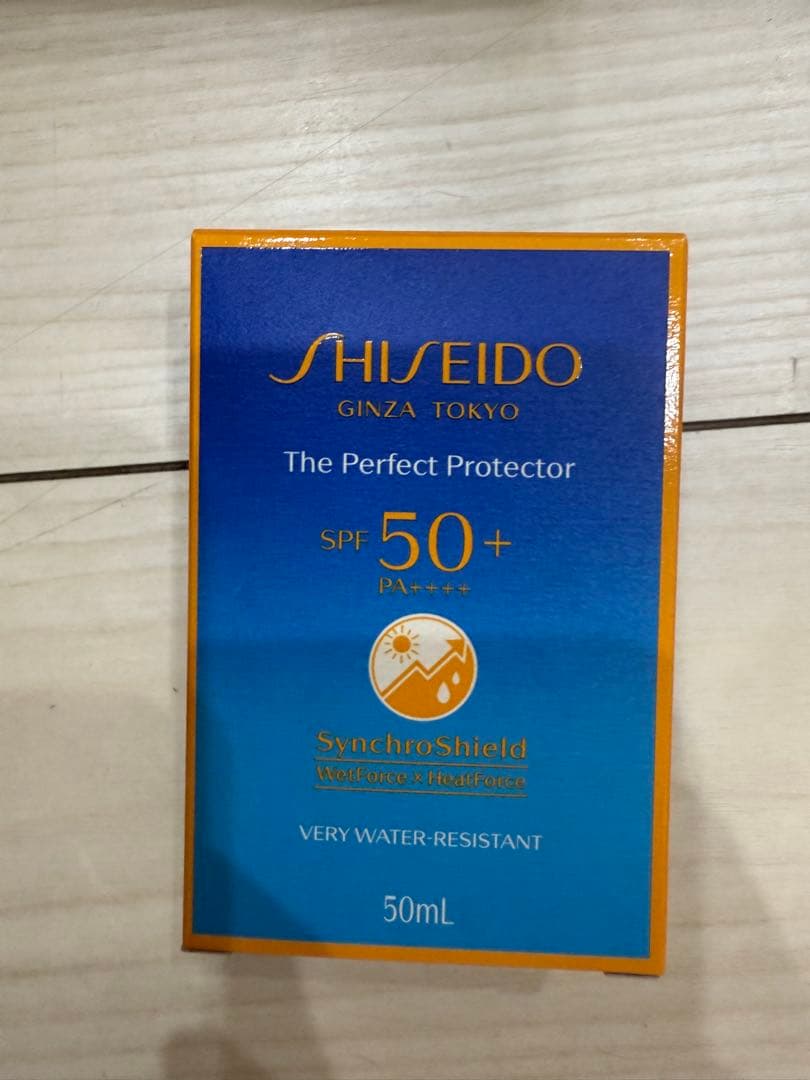 SHISEIDO
GINZA TOKYO
The Perfect Protector
SPF 50+
PA++++
SynchroShield
WetForce × HeatForce
VERY WATER-RESISTANT
50mL